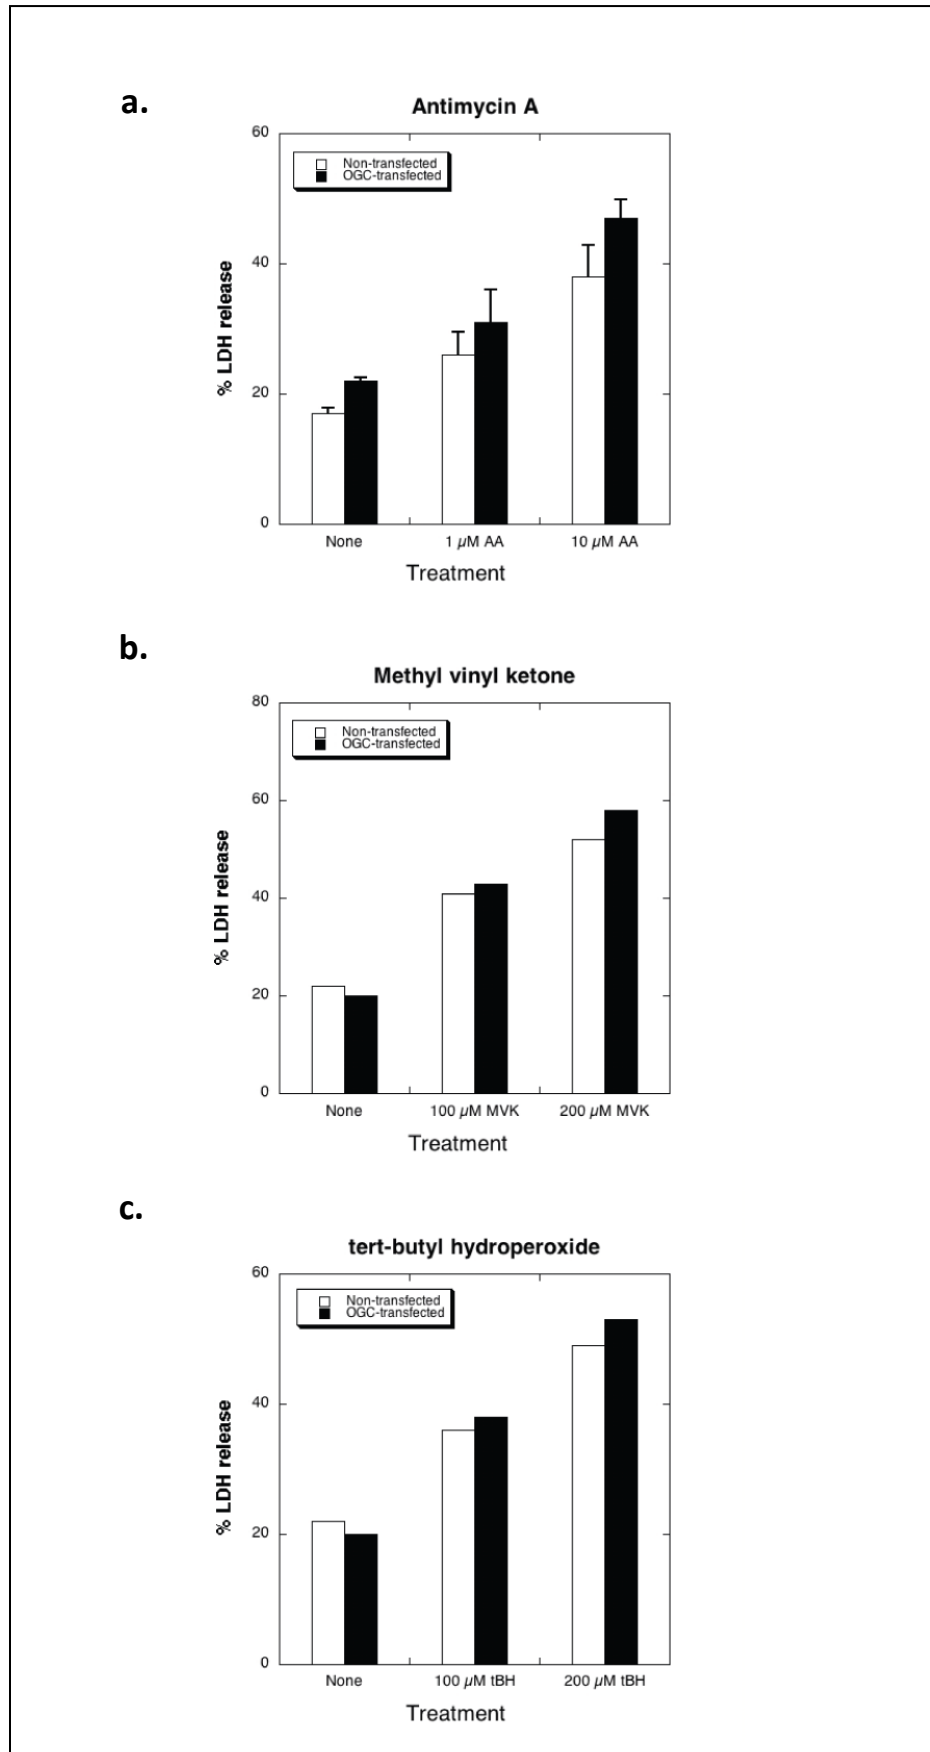 a.
Antimycin A
60
Non-transfected
OGC-transfected
40
% LDH release
20
0
None 1 µM AA 10 µM AA
Treatment
b.
Methyl vinyl ketone
80
Non-transfected
OGC-transfected
60
% LDH release
40
20
0
None 100 µM MVK 200 µM MVK
Treatment
c.
tert-butyl hydroperoxide
60
Non-transfected
OGC-transfected
40
% LDH release
20
0
None 100 µM tBH 200 µM tBH
Treatment